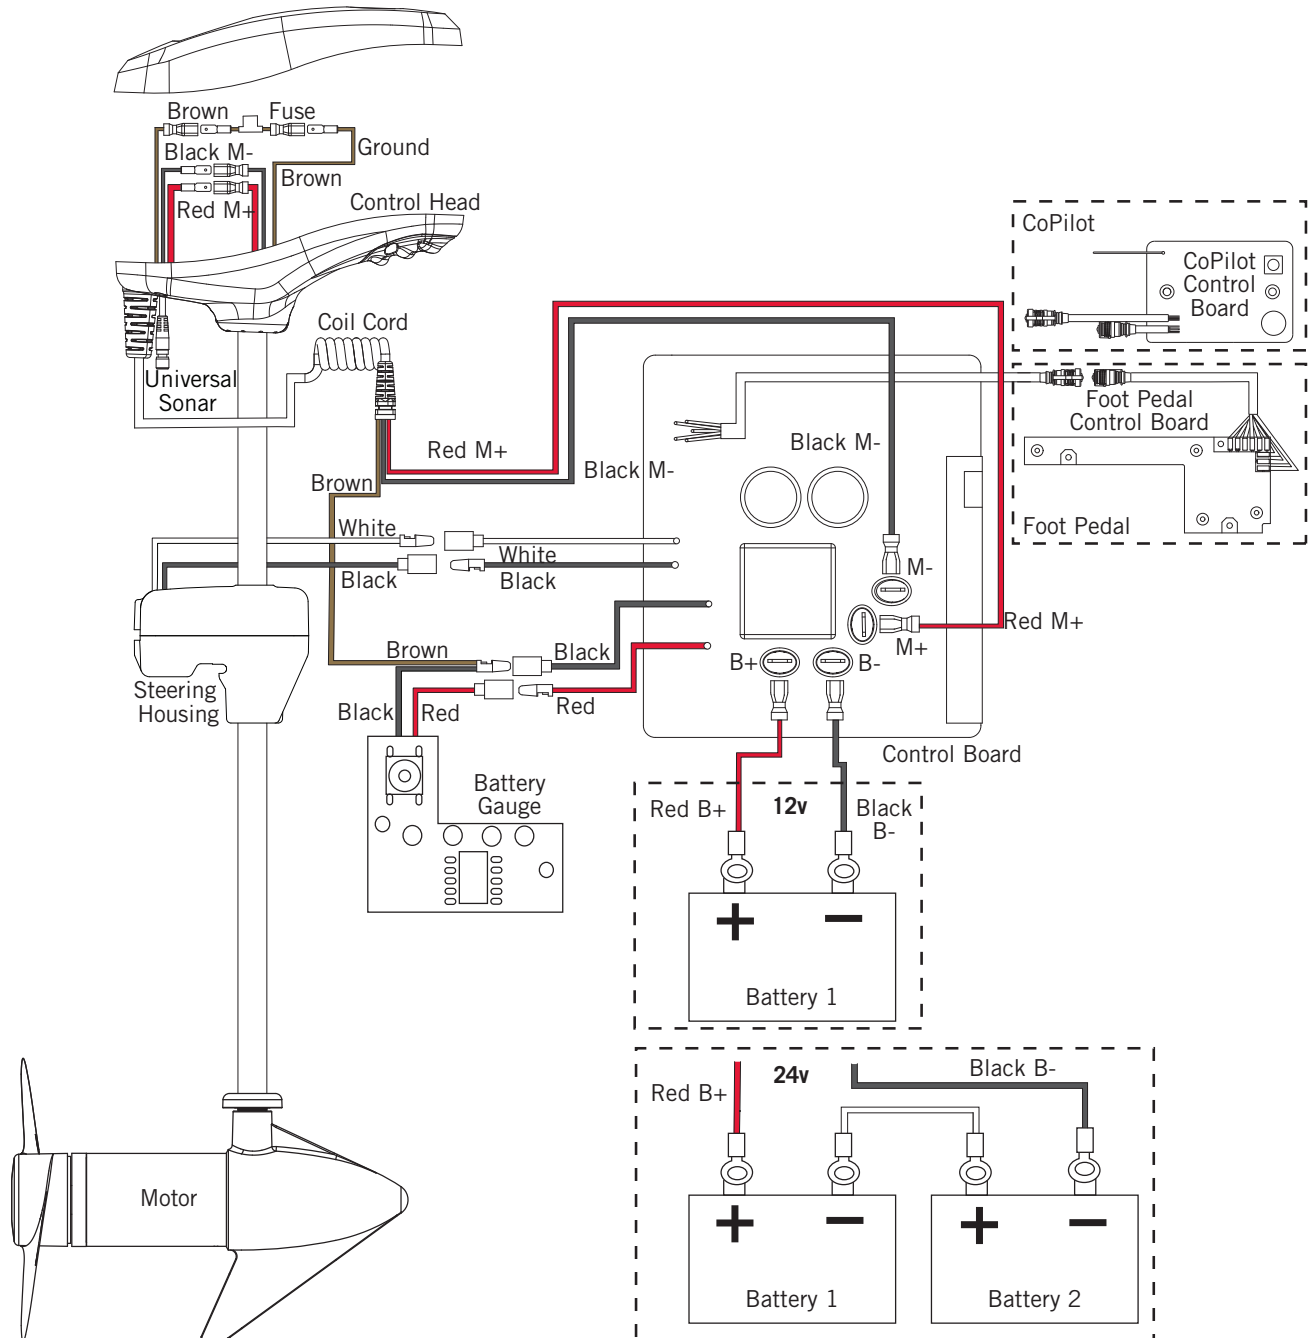 Brown
Fuse
Ground
Black M-
Brown
Red M+
Control Head
Coil Cord
Universal
Sonar
CoPilot
CoPilot
Control
Board
Foot Pedal
Control Board
Foot Pedal
Red M+
Black M-
Black M-
Brown
White
White
Black
Black
M-
M+
Red M+
B+
B-
Brown
Black
Steering
Housing
Black
Red
Red
Control Board
Battery
Gauge
Red B+
12v
Black
B-
Battery 1
24v
Black B-
Red B+
Motor
Battery 1
Battery 2